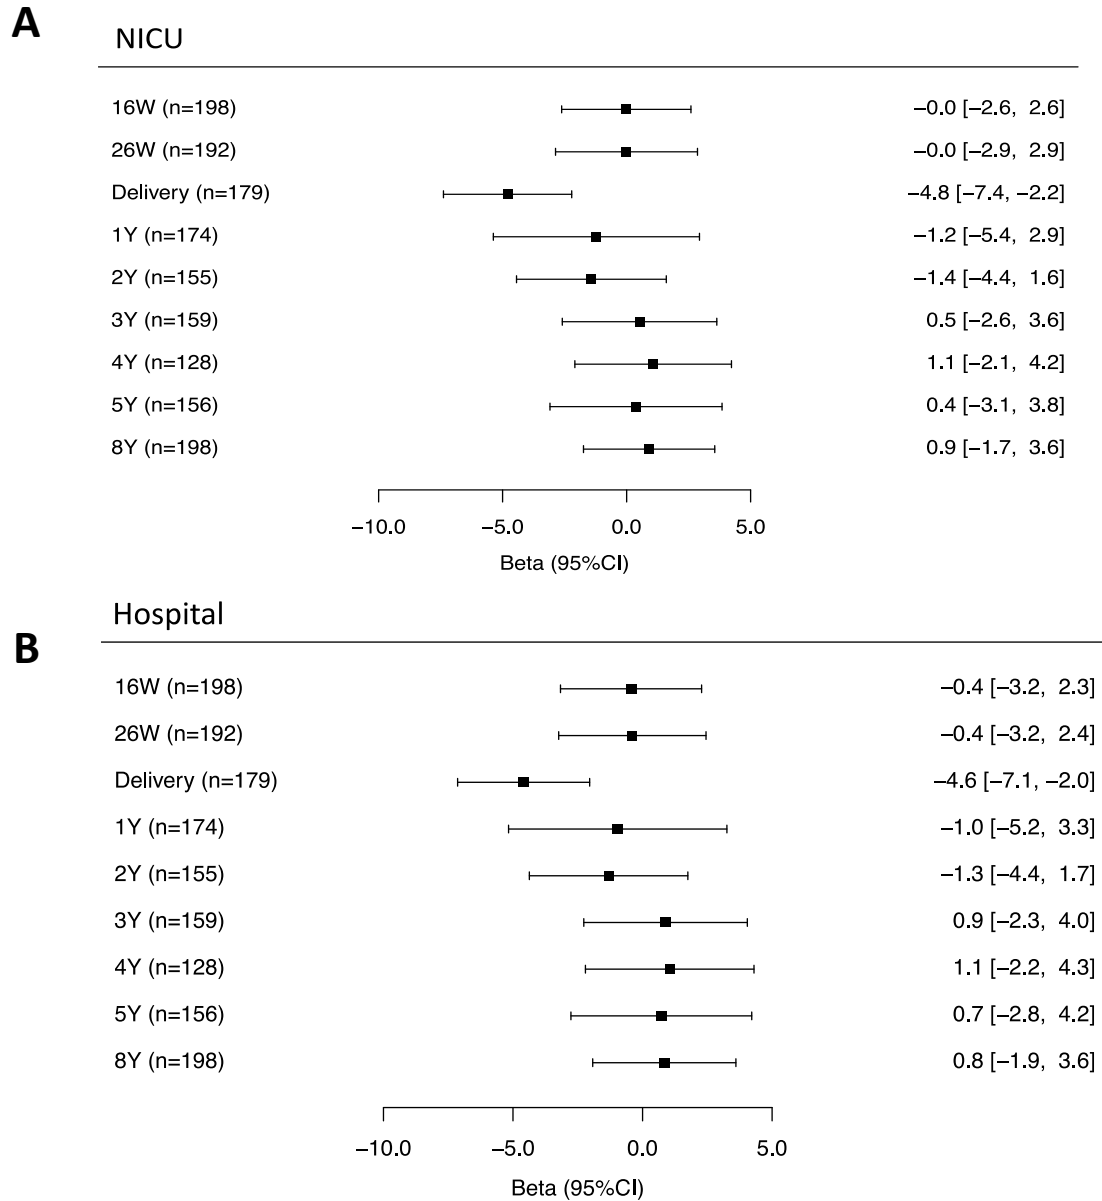 A
NICU
16W (n=198) −0.0 [−2.6, 2.6]
26W (n=192) −0.0 [−2.9, 2.9]
Delivery (n=179) −4.8 [−7.4, −2.2]
1Y (n=174) −1.2 [−5.4, 2.9]
2Y (n=155) −1.4 [−4.4, 1.6]
3Y (n=159) 0.5 [−2.6, 3.6]
4Y (n=128) 1.1 [−2.1, 4.2]
5Y (n=156) 0.4 [−3.1, 3.8]
8Y (n=198) 0.9 [−1.7, 3.6]
−10.0 −5.0 0.0 5.0
Beta (95%CI)
Hospital
B
16W (n=198) −0.4 [−3.2, 2.3]
26W (n=192) −0.4 [−3.2, 2.4]
Delivery (n=179) −4.6 [−7.1, −2.0]
1Y (n=174) −1.0 [−5.2, 3.3]
2Y (n=155) −1.3 [−4.4, 1.7]
3Y (n=159) 0.9 [−2.3, 4.0]
4Y (n=128) 1.1 [−2.2, 4.3]
5Y (n=156) 0.7 [−2.8, 4.2]
8Y (n=198) 0.8 [−1.9, 3.6]
−10.0 −5.0 0.0 5.0
Beta (95%CI)